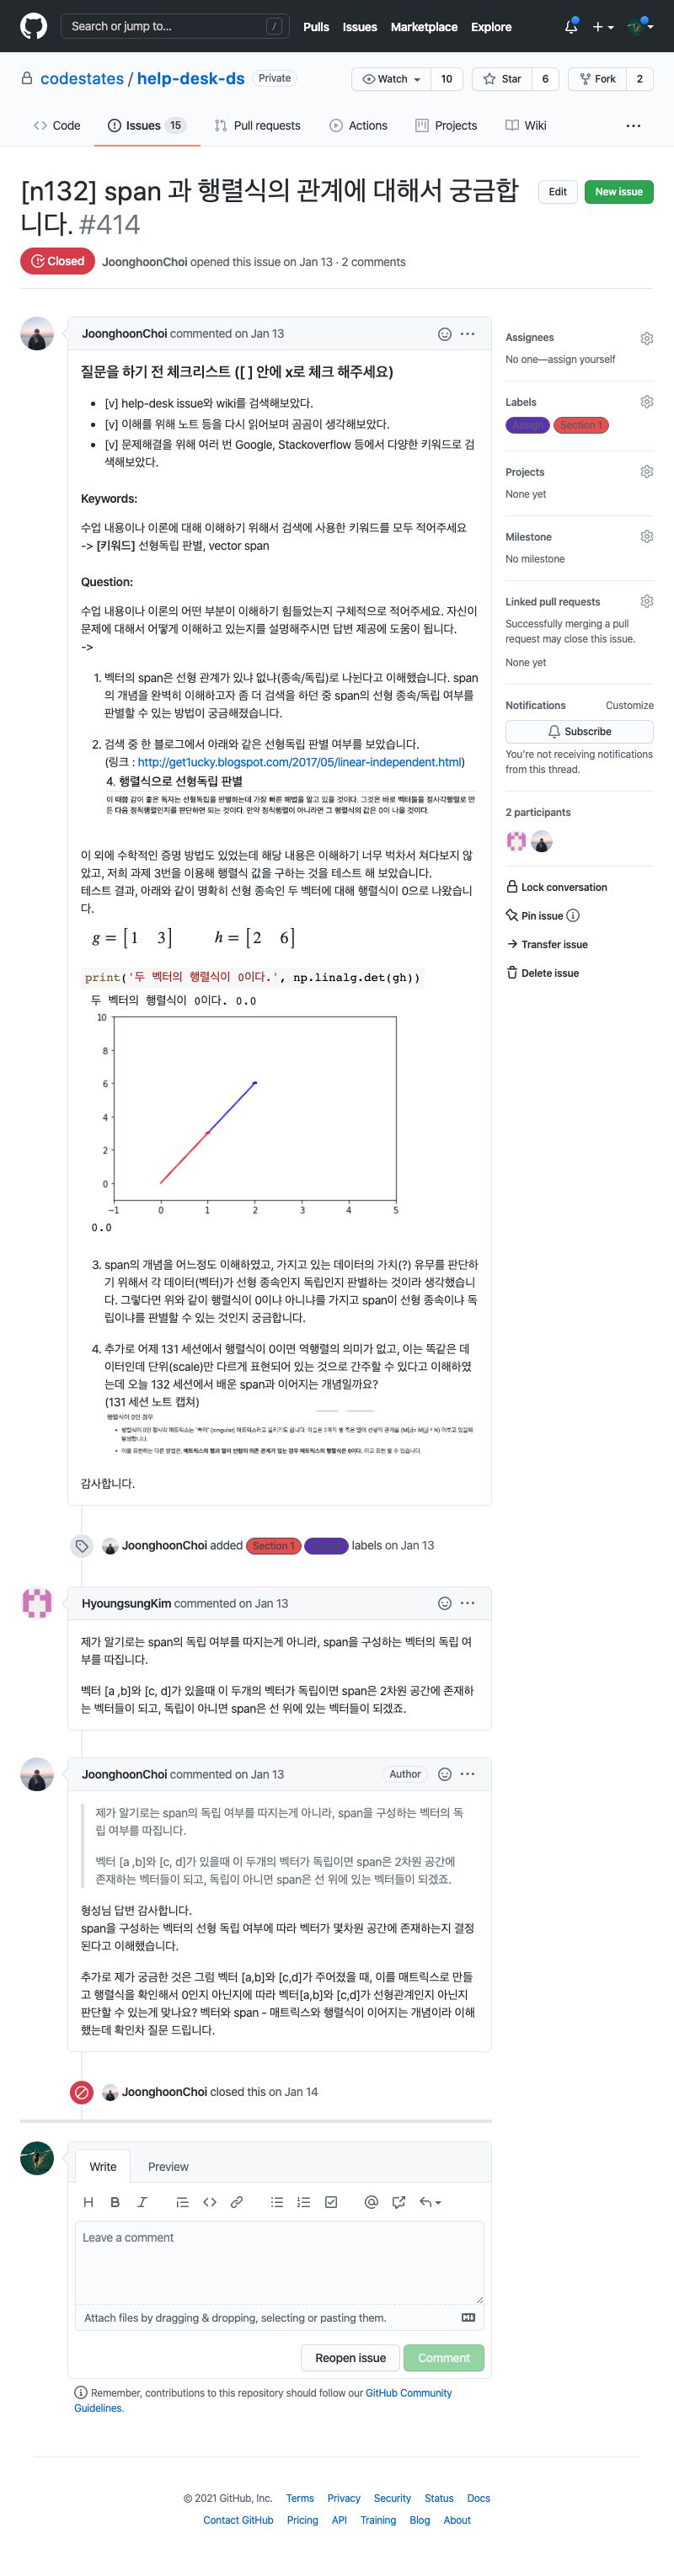 Search or jump to...
/
Pulls Issues Marketplace Explore
codestates / help-desk-ds Private
Watch 10
Star 6
Fork 2
Code
Issues 15
Pull requests
Actions
Projects
Wiki
[n132] span 과 행렬식의 관계에 대해서 궁금합
니다. #414
Edit
New issue
Closed
JoonghoonChoi opened this issue on Jan 13 · 2 comments
JoonghoonChoi commented on Jan 13
질문을 하기 전 체크리스트 ([ ] 안에 x로 체크 해주세요)
• [v] help-desk issue와 wiki를 검색해보았다.
• [v] 이해를 위해 노트 등을 다시 읽어보며 곰곰이 생각해보았다.
• [v] 문제해결을 위해 여러 번 Google, Stackoverflow 등에서 다양한 키워드로 검
색해보았다.
Keywords:
수업 내용이나 이론에 대해 이해하기 위해서 검색에 사용한 키워드를 모두 적어주세요
-> [키워드] 선형독립 판별, vector span
Question:
수업 내용이나 이론의 어떤 부분이 이해하기 힘들었는지 구체적으로 적어주세요. 자신이
문제에 대해서 어떻게 이해하고 있는지를 설명해주시면 답변 제공에 도움이 됩니다.
->
1. 벡터의 span은 선형 관계가 있냐 없냐(종속/독립)로 나뉜다고 이해했습니다. span
의 개념을 완벽히 이해하고자 좀 더 검색을 하던 중 span의 선형 종속/독립 여부를
판별할 수 있는 방법이 궁금해졌습니다.
2. 검색 중 한 블로그에서 아래와 같은 선형독립 판별 여부를 보았습니다.
(링크 : http://get1ucky.blogspot.com/2017/05/linear-independent.html)
4. 행렬식으로 선형독립 판별
이 때쯤 감이 좋은 독자는 선형독립을 판별하는데 가장 빠른 해법을 알고 있을 것이다. 그것은 바로 벡터들을 정사각행렬로 만
든 다음 정칙행렬인지를 판단하면 되는 것이다. 만약 정칙행렬이 아니라면 그 행렬식의 값은 0이 나올 것이다.
이 외에 수학적인 증명 방법도 있었는데 해당 내용은 이해하기 너무 벅차서 쳐다보지 않
았고, 저희 과제 3번을 이용해 행렬식 값을 구하는 것을 테스트 해 보았습니다.
테스트 결과, 아래와 같이 명확히 선형 종속인 두 벡터에 대해 행렬식이 0으로 나왔습니
다.
g = [1 3] h = [2 6]
print('두 벡터의 행렬식이 0이다.', np.linalg.det(gh))
두 벡터의 행렬식이 0이다. 0.0
10
8
6
4
2
0
−1 0 1 2 3 4 5
0.0
3. span의 개념을 어느정도 이해하였고, 가지고 있는 데이터의 가치(?) 유무를 판단하
기 위해서 각 데이터(벡터)가 선형 종속인지 독립인지 판별하는 것이라 생각했습니
다. 그렇다면 위와 같이 행렬식이 0이냐 아니냐를 가지고 span이 선형 종속이냐 독
립이냐를 판별할 수 있는 것인지 궁금합니다.
4. 추가로 어제 131 세션에서 행렬식이 0이면 역행렬의 의미가 없고, 이는 똑같은 데
이터인데 단위(scale)만 다르게 표현되어 있는 것으로 간주할 수 있다고 이해하였
는데 오늘 132 세션에서 배운 span과 이어지는 개념일까요?
(131 세션 노트 캡쳐)
행렬식이 0인 경우
• 이를 표현하는 다른 방법은, 매트릭스의 행과 열이 선형의 의존 관계가 있는 경우 매트릭스의 행렬식은 0이다. 라고 표현 할 수 있습니다.
감사합니다.
JoonghoonChoi added Section 1 labels on Jan 13
HyoungsungKim commented on Jan 13
제가 알기로는 span의 독립 여부를 따지는게 아니라, span을 구성하는 벡터의 독립 여
부를 따집니다.
벡터 [a ,b]와 [c, d]가 있을때 이 두개의 벡터가 독립이면 span은 2차원 공간에 존재하
는 벡터들이 되고, 독립이 아니면 span은 선 위에 있는 벡터들이 되겠죠.
JoonghoonChoi commented on Jan 13
Author
제가 알기로는 span의 독립 여부를 따지는게 아니라, span을 구성하는 벡터의 독
립 여부를 따집니다.
벡터 [a ,b]와 [c, d]가 있을때 이 두개의 벡터가 독립이면 span은 2차원 공간에
존재하는 벡터들이 되고, 독립이 아니면 span은 선 위에 있는 벡터들이 되겠죠.
형성님 답변 감사합니다.
span을 구성하는 벡터의 선형 독립 여부에 따라 벡터가 몇차원 공간에 존재하는지 결정
된다고 이해했습니다.
추가로 제가 궁금한 것은 그럼 벡터 [a,b]와 [c,d]가 주어졌을 때, 이를 매트릭스로 만들
고 행렬식을 확인해서 0인지 아닌지에 따라 벡터[a,b]와 [c,d]가 선형관계인지 아닌지
판단할 수 있는게 맞나요? 벡터와 span - 매트릭스와 행렬식이 이어지는 개념이라 이해
했는데 확인차 질문 드립니다.
JoonghoonChoi closed this on Jan 14
Write
Preview
Leave a comment
Attach files by dragging & dropping, selecting or pasting them.
Reopen issue
Comment
Remember, contributions to this repository should follow our GitHub Community
Guidelines.
Assignees
No one—assign yourself
Labels
Assign
Section 1
Projects
None yet
Milestone
No milestone
Linked pull requests
Successfully merging a pull
request may close this issue.
None yet
Notifications
Customize
Subscribe
You're not receiving notifications
from this thread.
2 participants
Lock conversation
Pin issue
Transfer issue
Delete issue
© 2021 GitHub, Inc. Terms Privacy Security Status Docs
Contact GitHub Pricing API Training Blog About